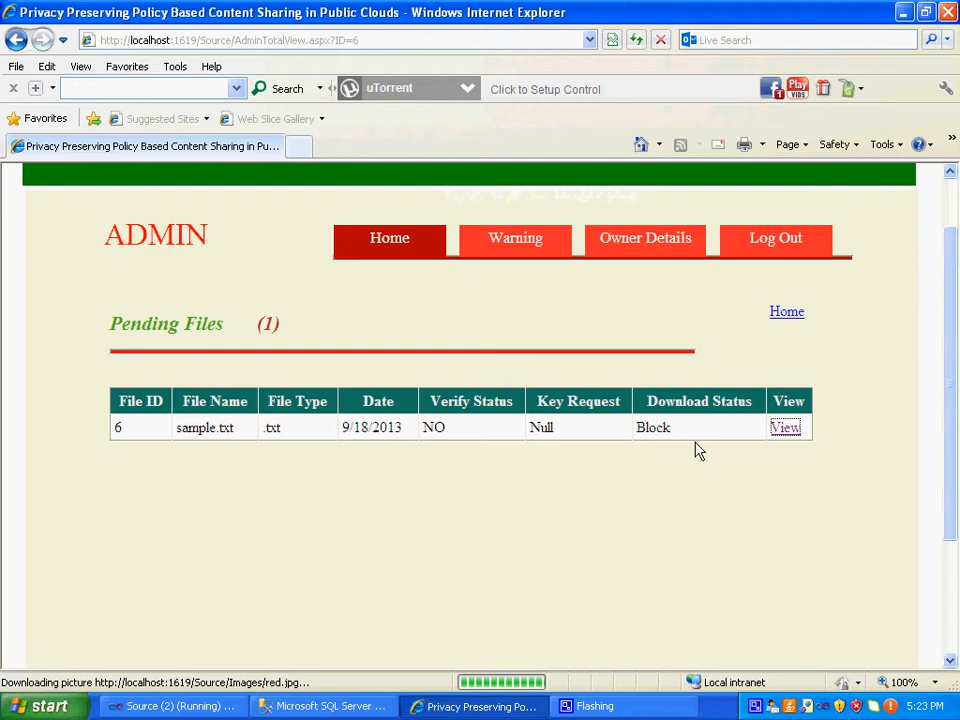 Privacy Preserving Policy Based Content Sharing in Public Clouds - Windows Internet Explorer
http://localhost:1619/Source/AdminTotalView.aspx?ID=6
Live Search
File Edit View Favorites Tools Help
Search
uTorrent
Click to Setup Control
1
Play
VIDS
Favorites
Suggested Sites
Web Slice Gallery
Privacy Preserving Policy Based Content Sharing in Pu...
Page Safety Tools
ADMIN
Home Warning Owner Details Log Out
Pending Files (1)
Home
File ID File Name File Type Date Verify Status Key Request Download Status View
6 sample.txt .txt 9/18/2013 NO Null Block View
Downloading picture http://localhost:1619/Source/Images/red.jpg...
Local intranet
100%
start
Source (2) (Running) ...
Microsoft SQL Server ...
Privacy Preserving Po...
Flashing
5:23 PM